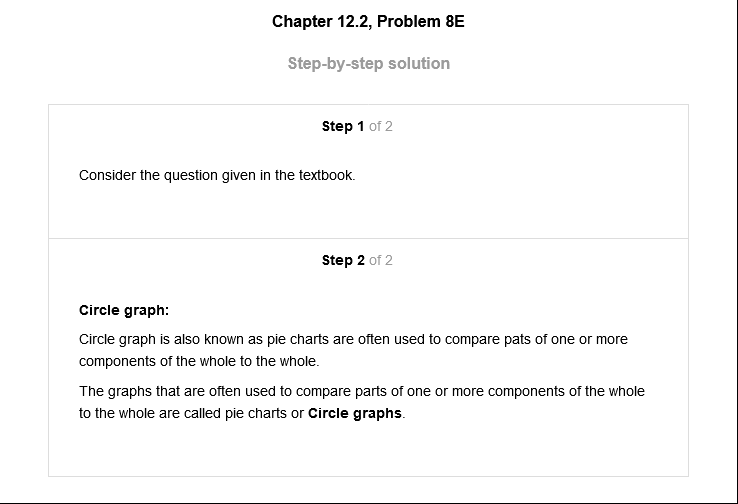 Chapter 12.2, Problem 8E
Step-by-step solution
Step 1 of 2
Consider the question given in the textbook.
Step 2 of 2
Circle graph:
Circle graph is also known as pie charts are often used to compare pats of one or more
components of the whole to the whole.
The graphs that are often used to compare parts of one or more components of the whole
to the whole are called pie charts or Circle graphs.